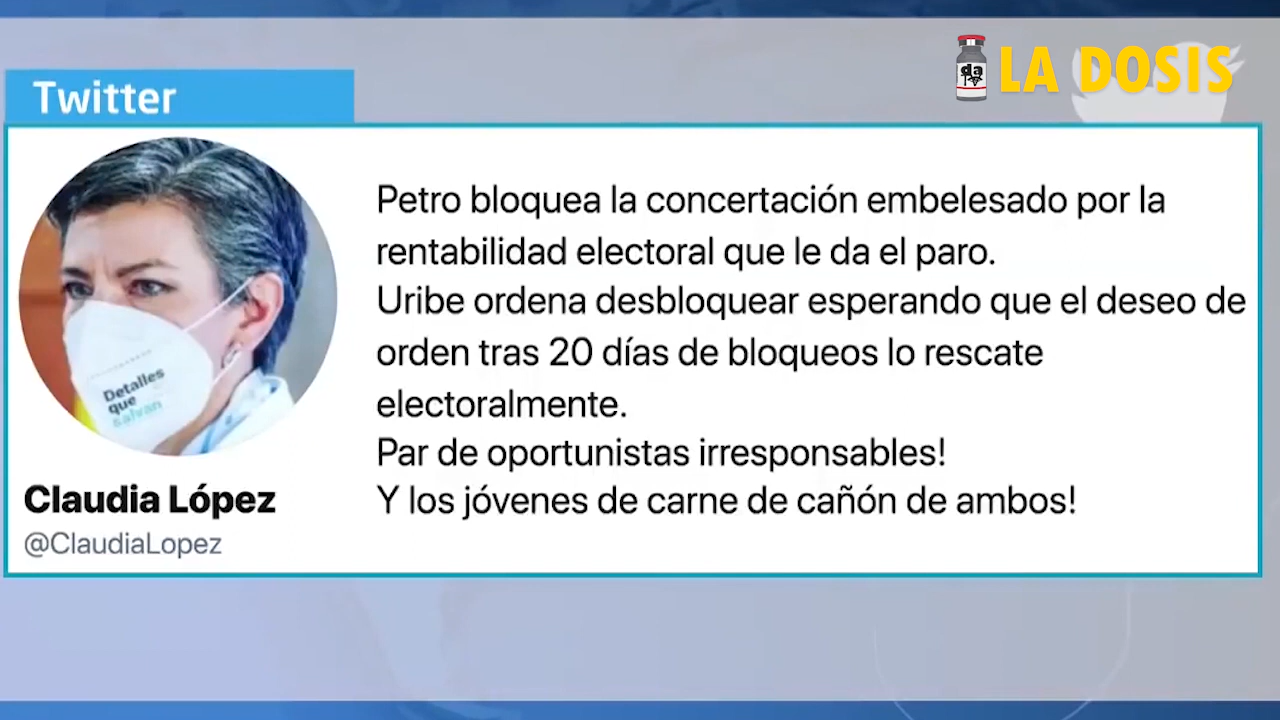 LA DOSIS
da
Twitter
Petro bloquea la concertación embelesado por la
rentabilidad electoral que le da el paro.
Uribe ordena desbloquear esperando que el deseo de
orden tras 20 días de bloqueos lo rescate
electoralmente.
Par de oportunistas irresponsables!
Y los jóvenes de carne de cañón de ambos!
Detalles
que
salvan
Claudia López
@ClaudiaLopez